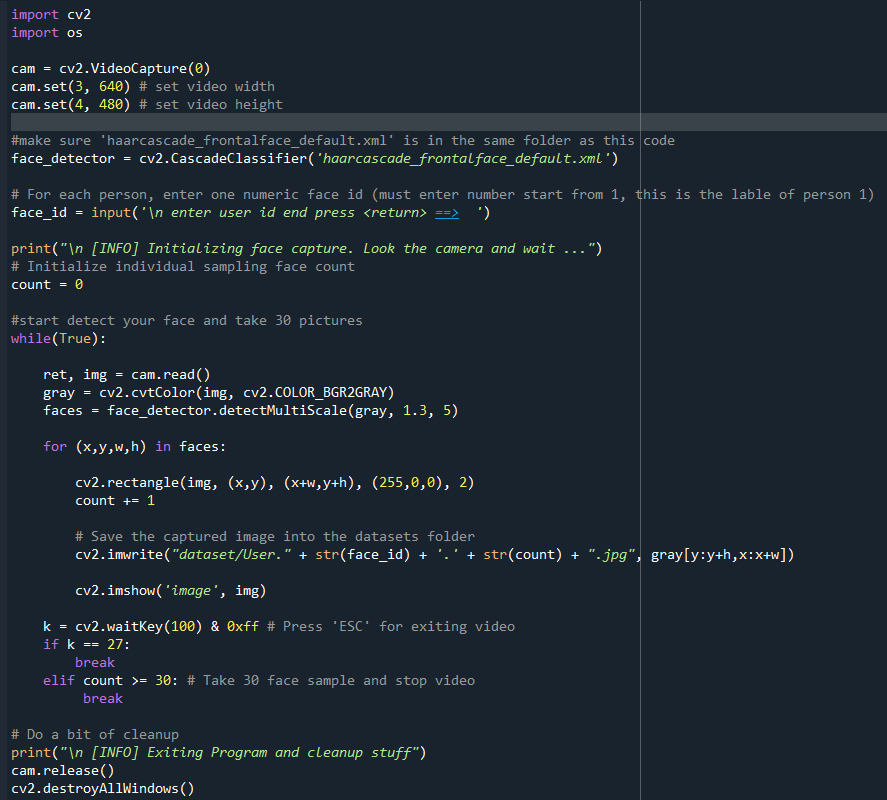 import cv2
import os
cam = cv2.VideoCapture(0)
cam.set(3, 640) # set video width
cam.set(4, 480) # set video height
#make sure 'haarcascade_frontalface_default.xml' is in the same folder as this code
face_detector = cv2.CascadeClassifier('haarcascade_frontalface_default.xml')
# For each person, enter one numeric face id (must enter number start from 1, this is the lable of person 1)
face_id = input('\n enter user id end press <return> ==>  ')
print("\n [INFO] Initializing face capture. Look the camera and wait ...")
# Initialize individual sampling face count
count = 0
#start detect your face and take 30 pictures
while(True):
    ret, img = cam.read()
    gray = cv2.cvtColor(img, cv2.COLOR_BGR2GRAY)
    faces = face_detector.detectMultiScale(gray, 1.3, 5)
    for (x,y,w,h) in faces:
        cv2.rectangle(img, (x,y), (x+w,y+h), (255,0,0), 2)
        count += 1
        # Save the captured image into the datasets folder
        cv2.imwrite("dataset/User." + str(face_id) + '.' + str(count) + ".jpg", gray[y:y+h,x:x+w])
        cv2.imshow('image', img)
    k = cv2.waitKey(100) & 0xff # Press 'ESC' for exiting video
    if k == 27:
        break
    elif count >= 30: # Take 30 face sample and stop video
         break
# Do a bit of cleanup
print("\n [INFO] Exiting Program and cleanup stuff")
cam.release()
cv2.destroyAllWindows()